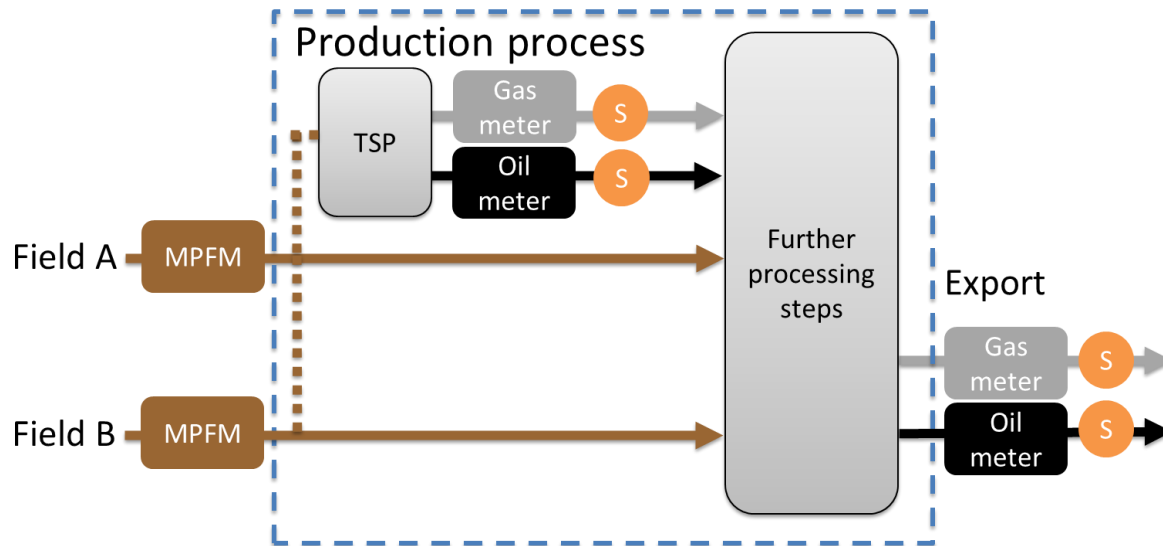 Production process
TSP
Gas
meter
S
Oil
meter
S
Field A
MPFM
Further
processing
steps
Export
Gas
meter
S
Field B
MPFM
Oil
meter
S